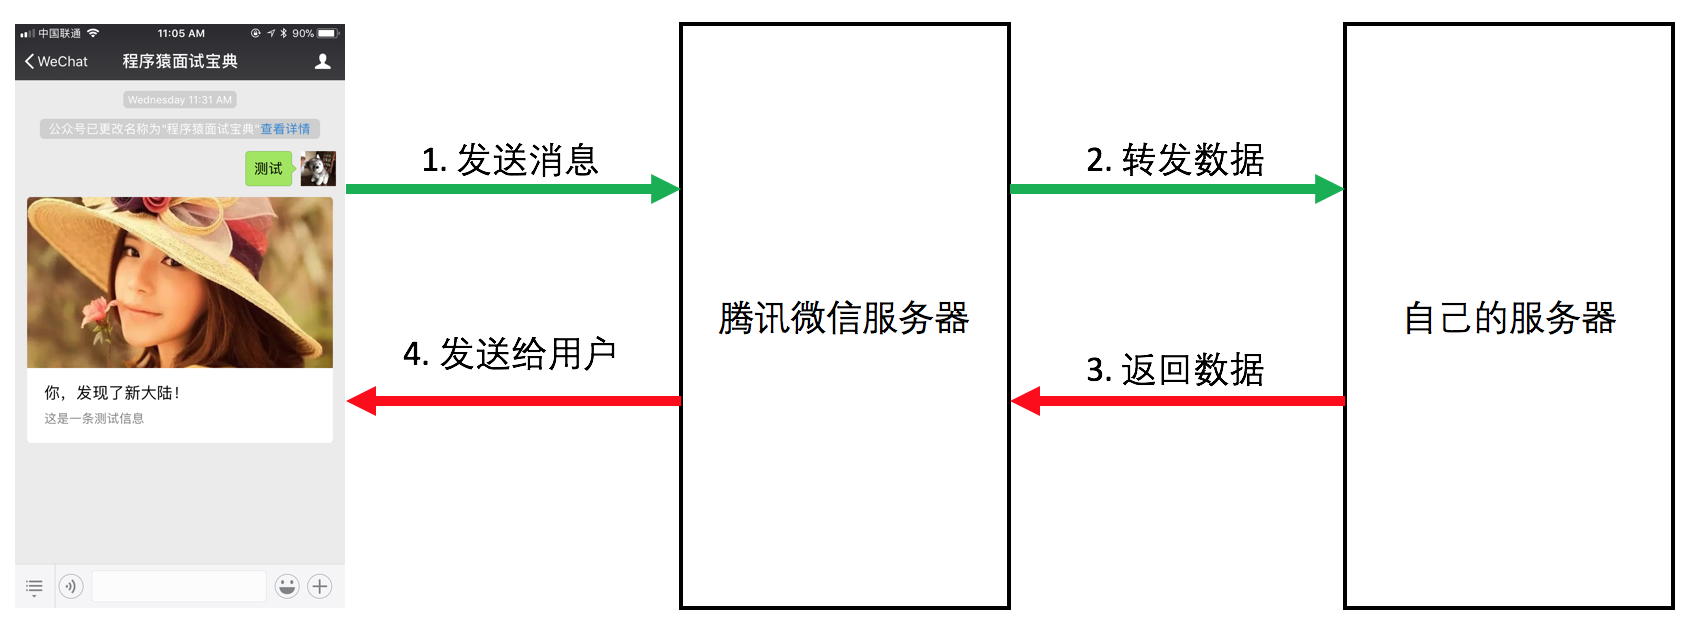 中国联通 11:05 AM 90%
WeChat 程序猿面试宝典
Wednesday 11:31 AM
公众号已更改名称为"程序猿面试宝典"查看详情
测试
你，发现了新大陆！
这是一条测试信息
1. 发送消息
4. 发送给用户
腾讯微信服务器
2. 转发数据
3. 返回数据
自己的服务器